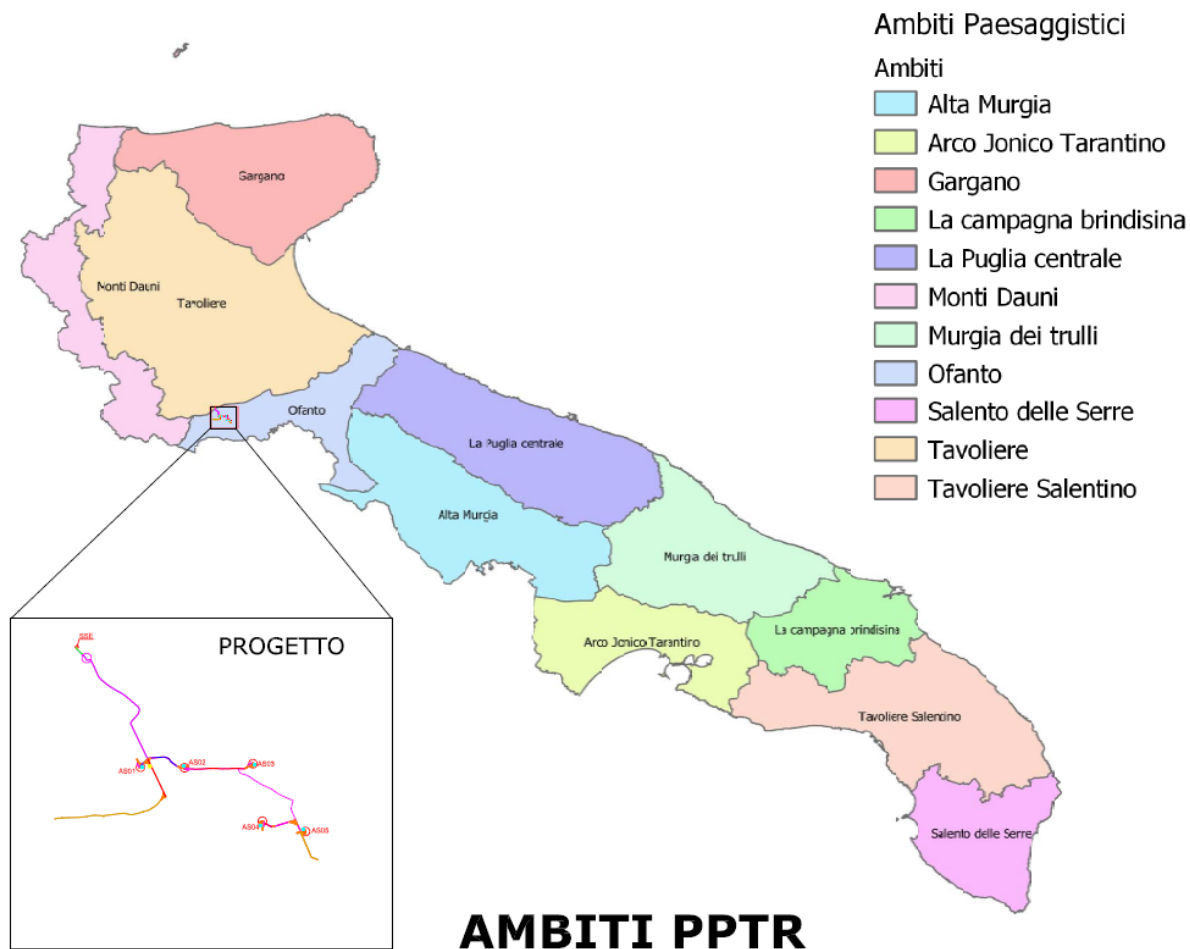 Ambiti Paesaggistici
Ambiti
Alta Murgia
Arco Jonico Tarantino
Gargano
La campagna brindisina
La Puglia centrale
Monti Dauni
Murgia dei trulli
Ofanto
Salento delle Serre
Tavoliere
Tavoliere Salentino
Gargano
Monti Dauni
Tavoliere
Ofanto
La Puglia centrale
Alta Murgia
Murgia dei trulli
La campagna brindisina
Arco Jonico Tarantino
Tavoliere Salentino
Salento delle Serre
PROGETTO
SSE
AS01
AS02
AS03
AS04
AS05
AMBITI PPTR